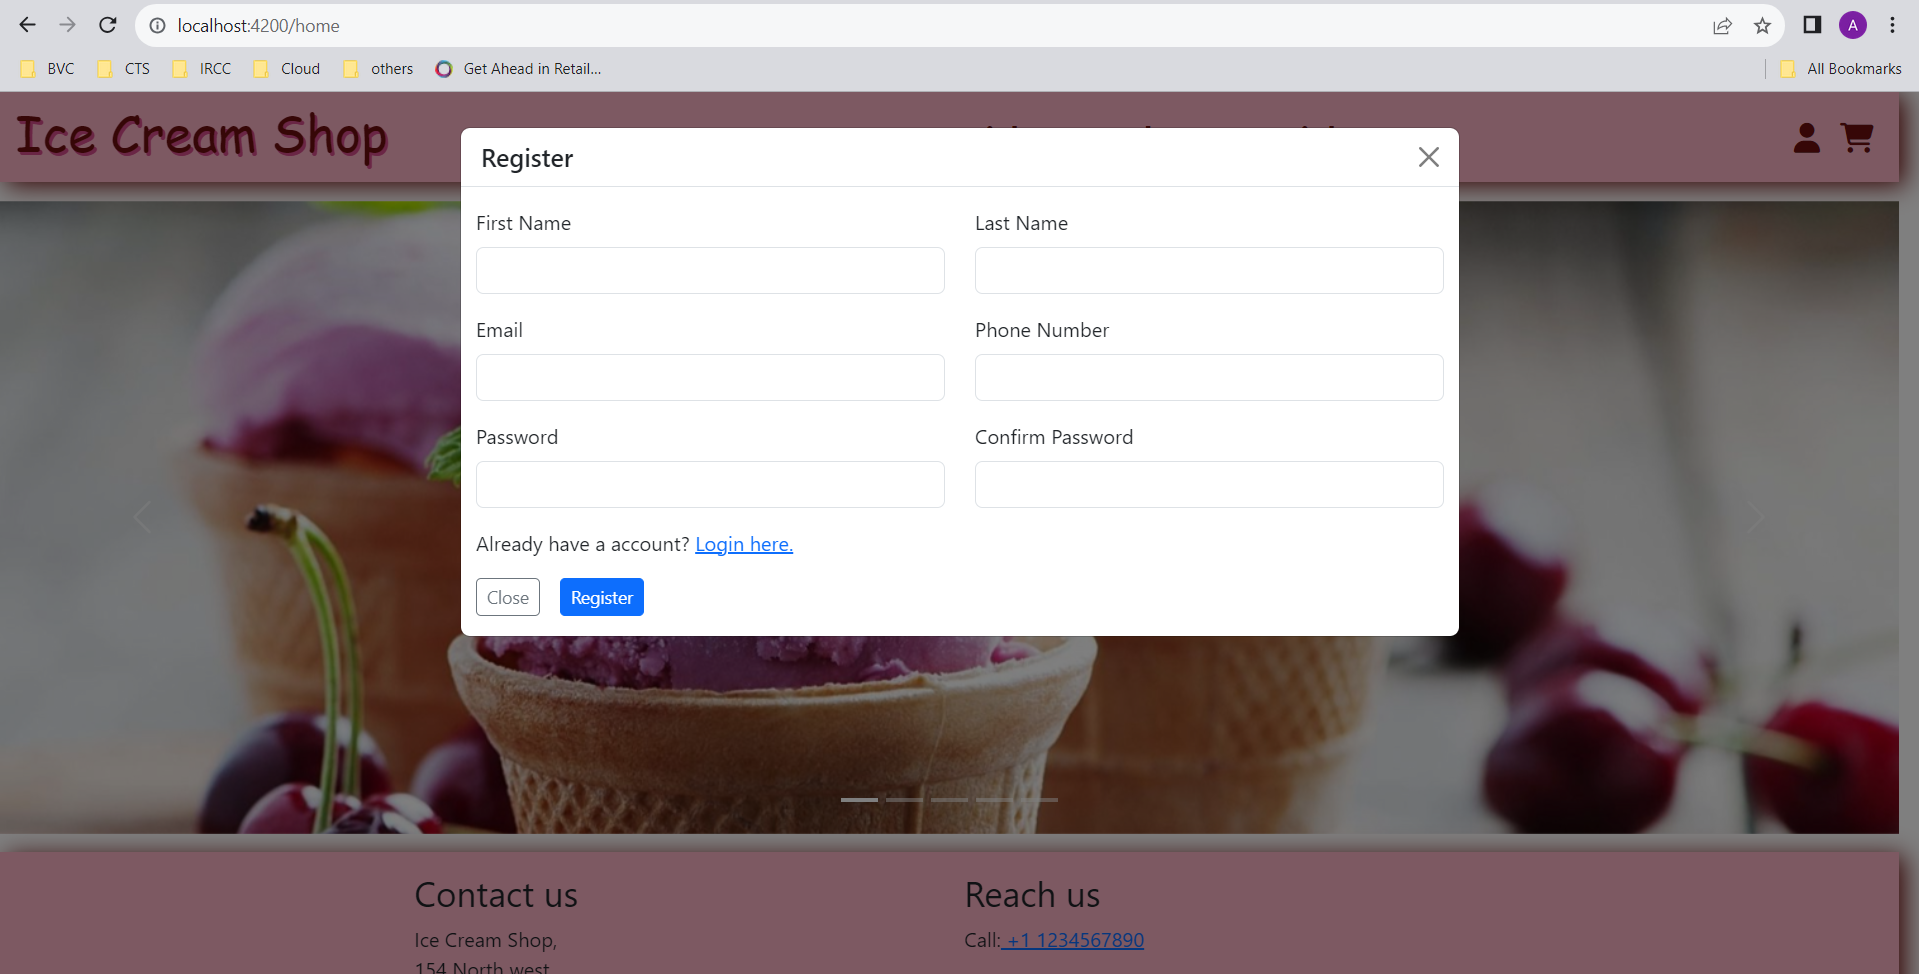 localhost:4200/home
A
BVC CTS IRCC Cloud others Get Ahead in Retail... All Bookmarks
Ice Cream Shop
Register
First Name Last Name
Email Phone Number
Password Confirm Password
Already have a account? Login here.
Close Register
Contact us Reach us
Ice Cream Shop, Call: +1 1234567890
154 North west